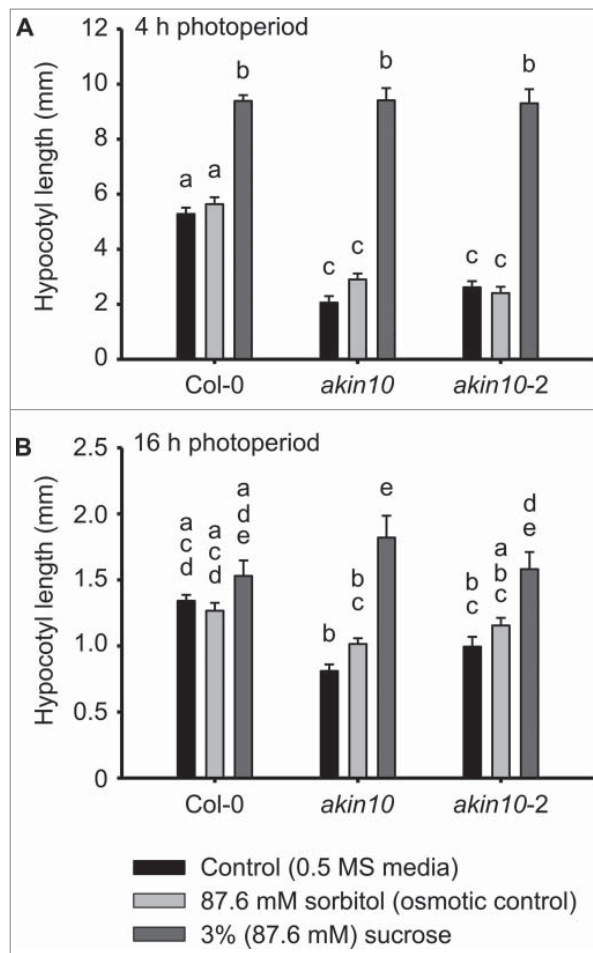 A 4 h photoperiod
12
10
8
6
4
2
0
Hypocotyl length (mm)
a a b
c c b
c c b
Col-0 akin10 akin10-2
B 16 h photoperiod
2.5
2.0
1.5
1.0
0.5
0
Hypocotyl length (mm)
a c d
a c d
a d e
b
b c
e
b c
a b c
d e
Col-0 akin10 akin10-2
Control (0.5 MS media)
87.6 mM sorbitol (osmotic control)
3% (87.6 mM) sucrose